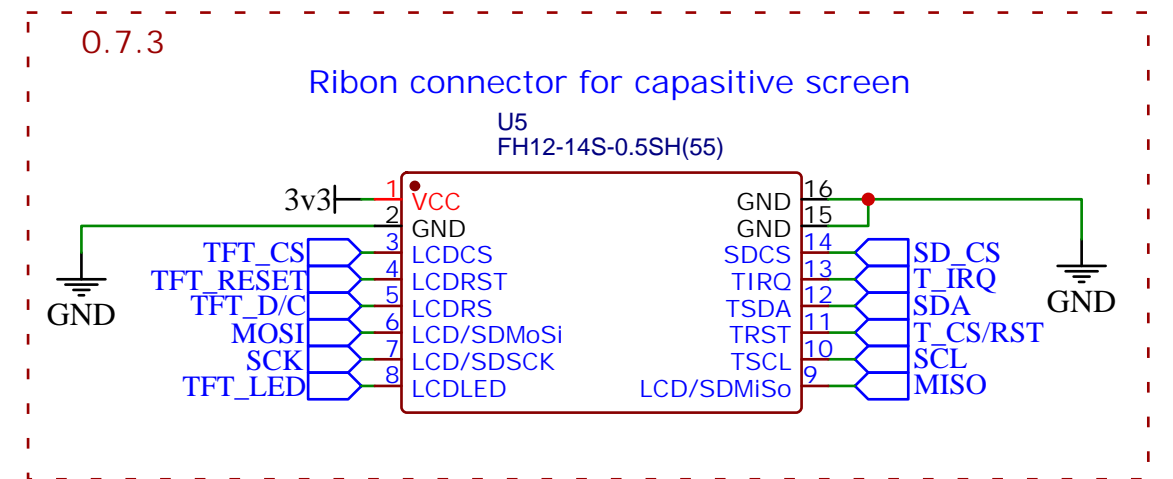 0.7.3
Ribon connector for capasitive screen
U5
FH12-14S-0.5SH(55)
3v3 1 VCC GND 16
2 GND GND 15
TFT_CS 3 LCDCS SDCS 14 SD_CS
TFT_RESET 4 LCDRST TIRQ 13 T_IRQ
TFT_D/C 5 LCDRS TSDA 12 SDA
MOSI 6 LCD/SDMoSi TRST 11 T_CS/RST
SCK 7 LCD/SDSCK TSCL 10 SCL
TFT_LED 8 LCDLED LCD/SDMiSo 9 MISO
GND
GND